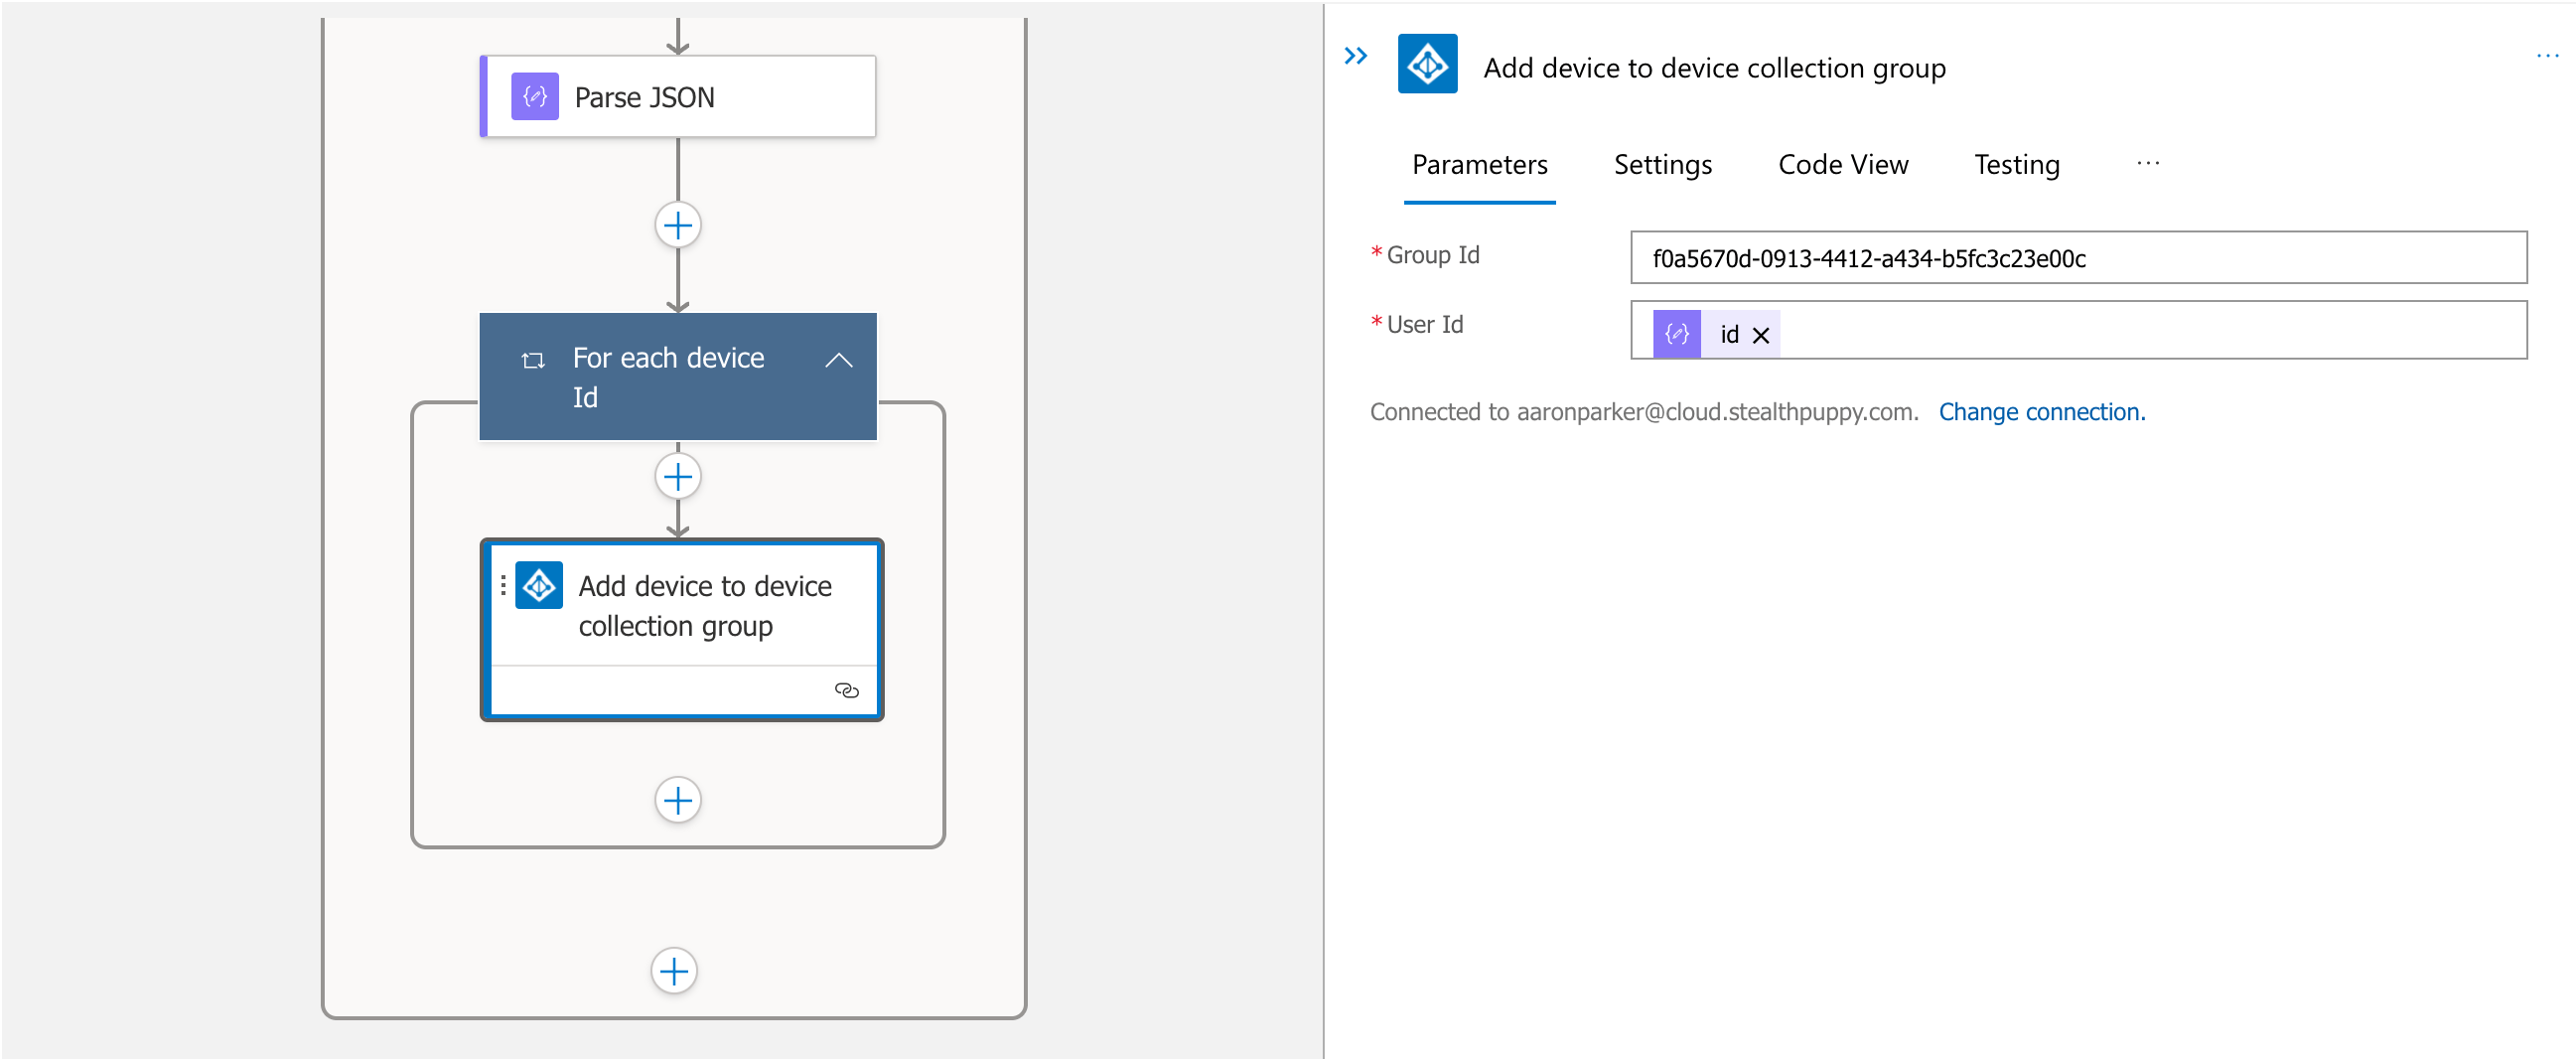 Parse JSON
For each device
Id
Add device to device
collection group
Add device to device collection group
Parameters Settings Code View Testing
* Group Id f0a5670d-0913-4412-a434-b5fc3c23e00c
* User Id id
Connected to aaronparker@cloud.stealthpuppy.com. Change connection.